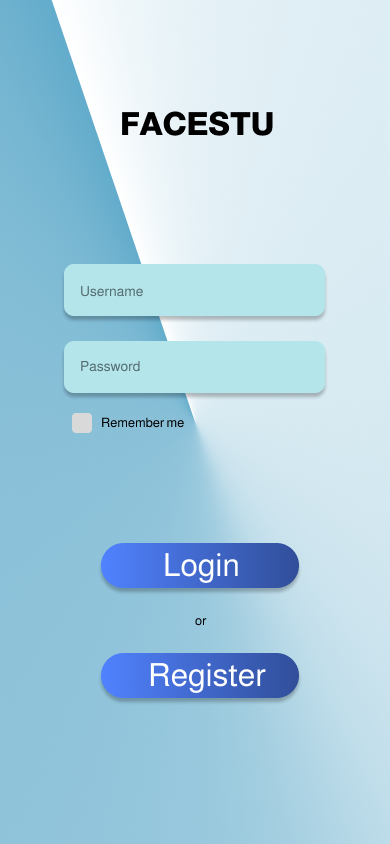 FACESTU
Username
Password
Remember me
Login
or
Register